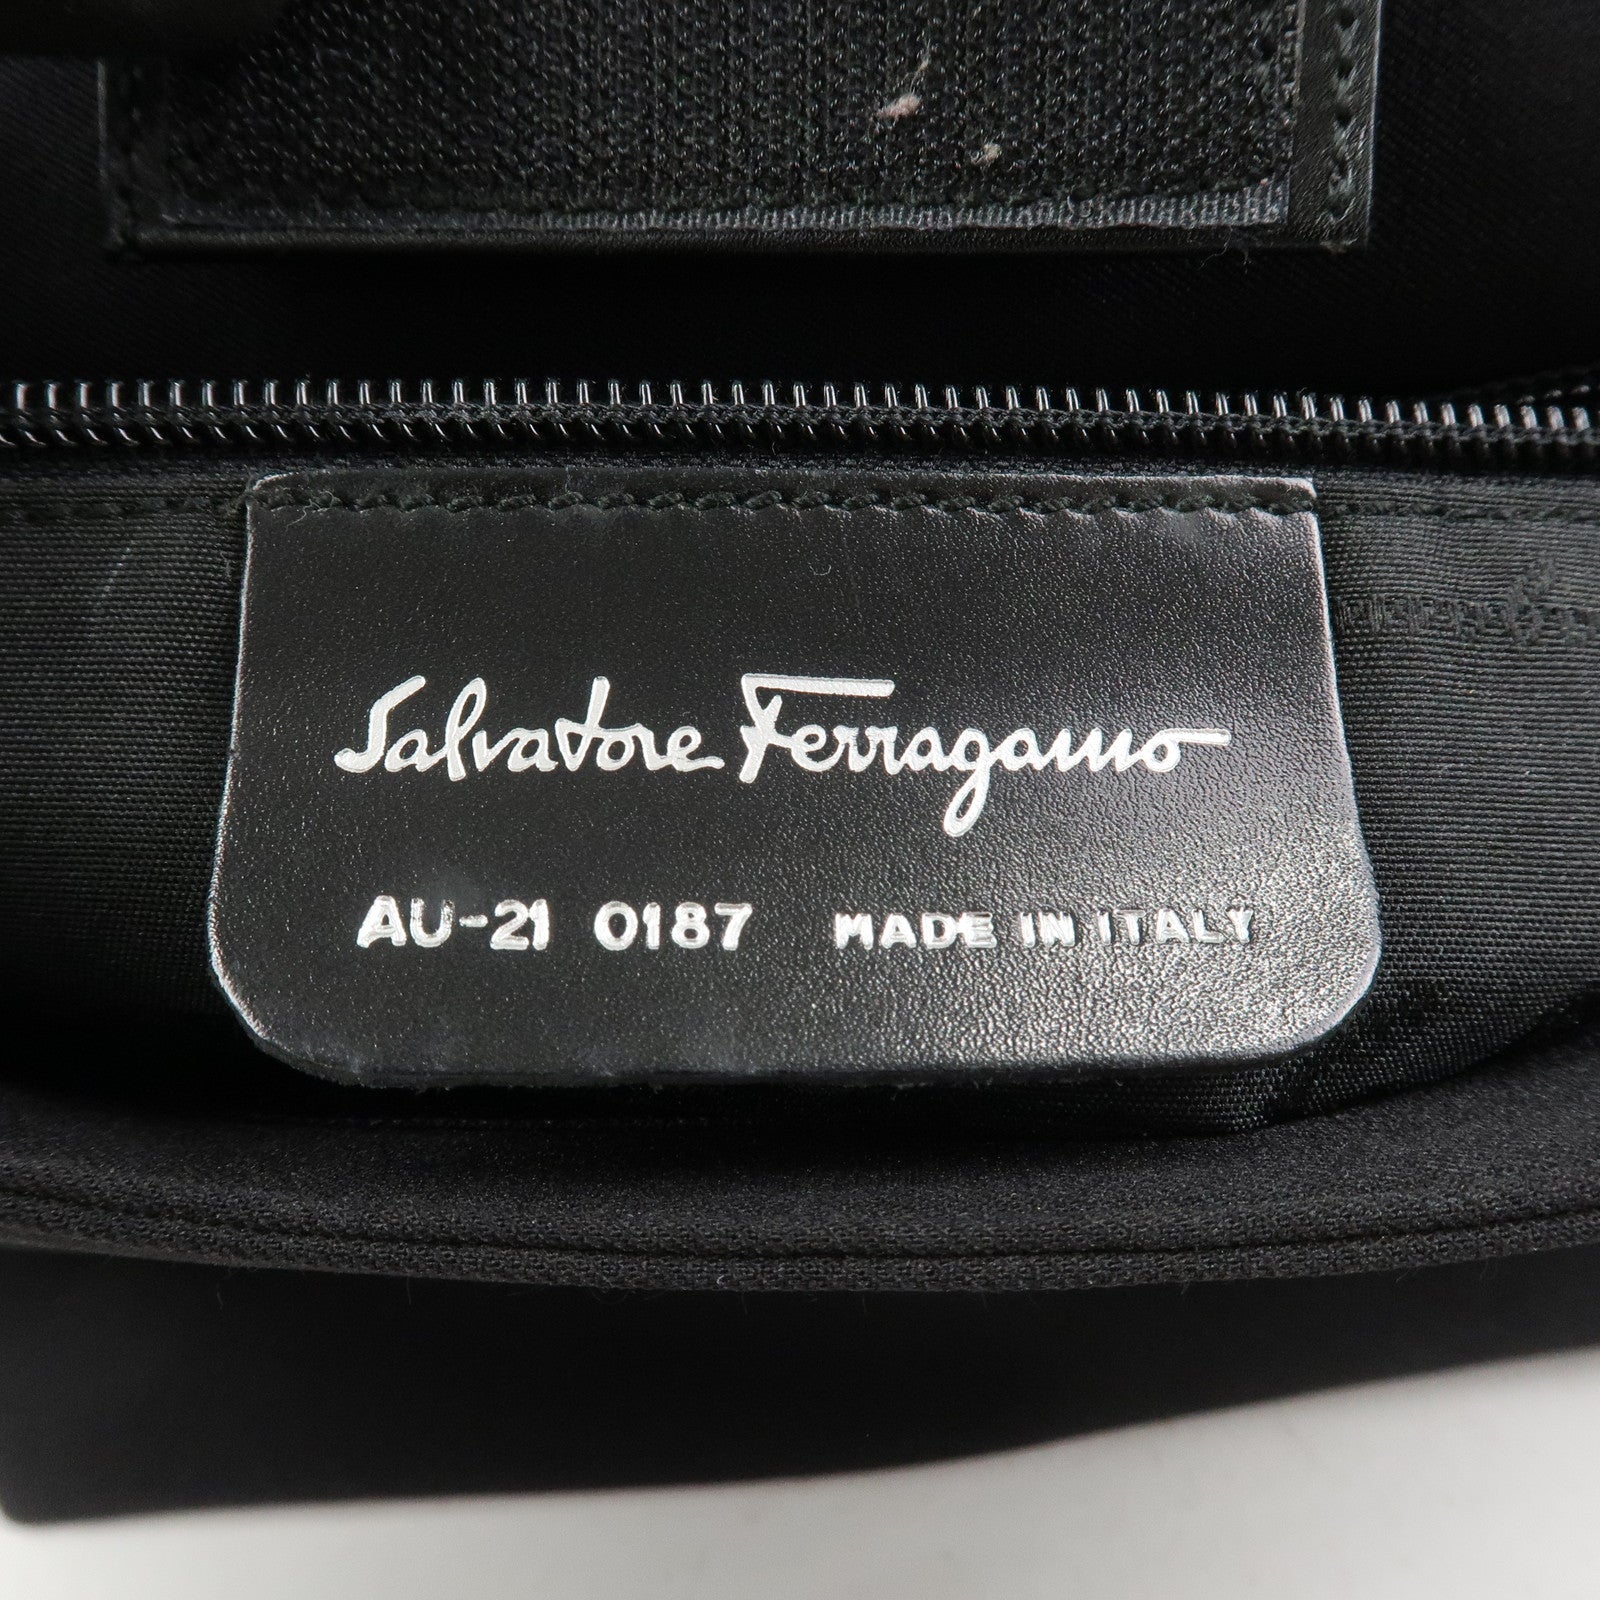 Salvatore Ferragamo
AU-21 0187 MADE IN ITALY